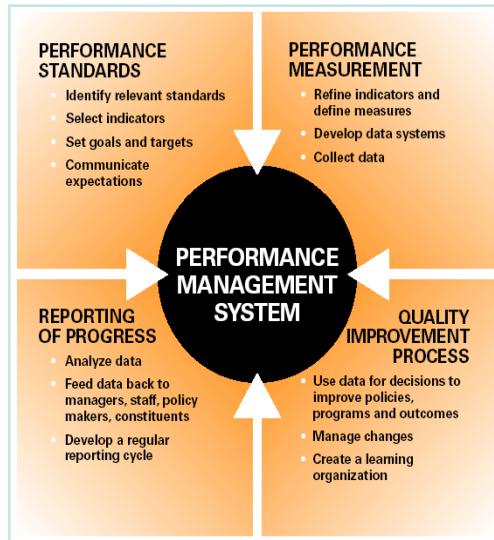 PERFORMANCE
STANDARDS
• Identify relevant standards
• Select indicators
• Set goals and targets
• Communicate
expectations
PERFORMANCE
MEASUREMENT
• Refine indicators and
define measures
• Develop data systems
• Collect data
PERFORMANCE
MANAGEMENT
SYSTEM
REPORTING
OF PROGRESS
• Analyze data
• Feed data back to
managers, staff, policy
makers, constituents
• Develop a regular
reporting cycle
QUALITY
IMPROVEMENT
PROCESS
• Use data for decisions to
improve policies,
programs and outcomes
• Manage changes
• Create a learning
organization